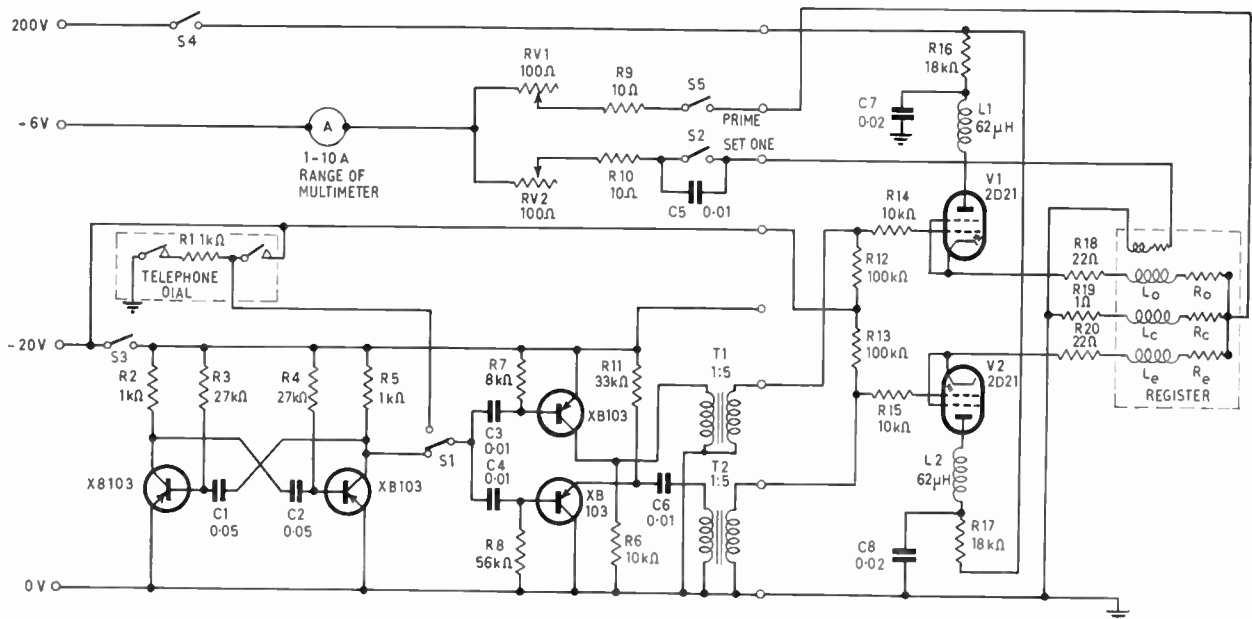 200V
S4
-6V
A
1-10A
RANGE OF
MULTIMETER
RV1
100Ω
R9
10Ω
S5
PRIME
S2
SET ONE
RV2
100Ω
R10
10Ω
C5
0·01
R16
18kΩ
C7
0·02
L1
62μH
V1
2D21
R14
10kΩ
R12
100kΩ
R13
100kΩ
R15
10kΩ
R18
22Ω
R19
1Ω
R20
22Ω
Lo
Ro
Lc
Rc
Le
Re
REGISTER
V2
2D21
L2
62μH
R17
18kΩ
C8
0·02
R1 1kΩ
TELEPHONE
DIAL
-20V
S3
R2
1kΩ
R3
27kΩ
R4
27kΩ
R5
1kΩ
X8103
C1
0·05
C2
0·05
XB103
S1
R7
8kΩ
C3
0·01
C4
0·01
XB103
R11
33kΩ
XB
103
C6
0·01
R8
56kΩ
R6
10kΩ
T1
1:5
T2
1:5
0V